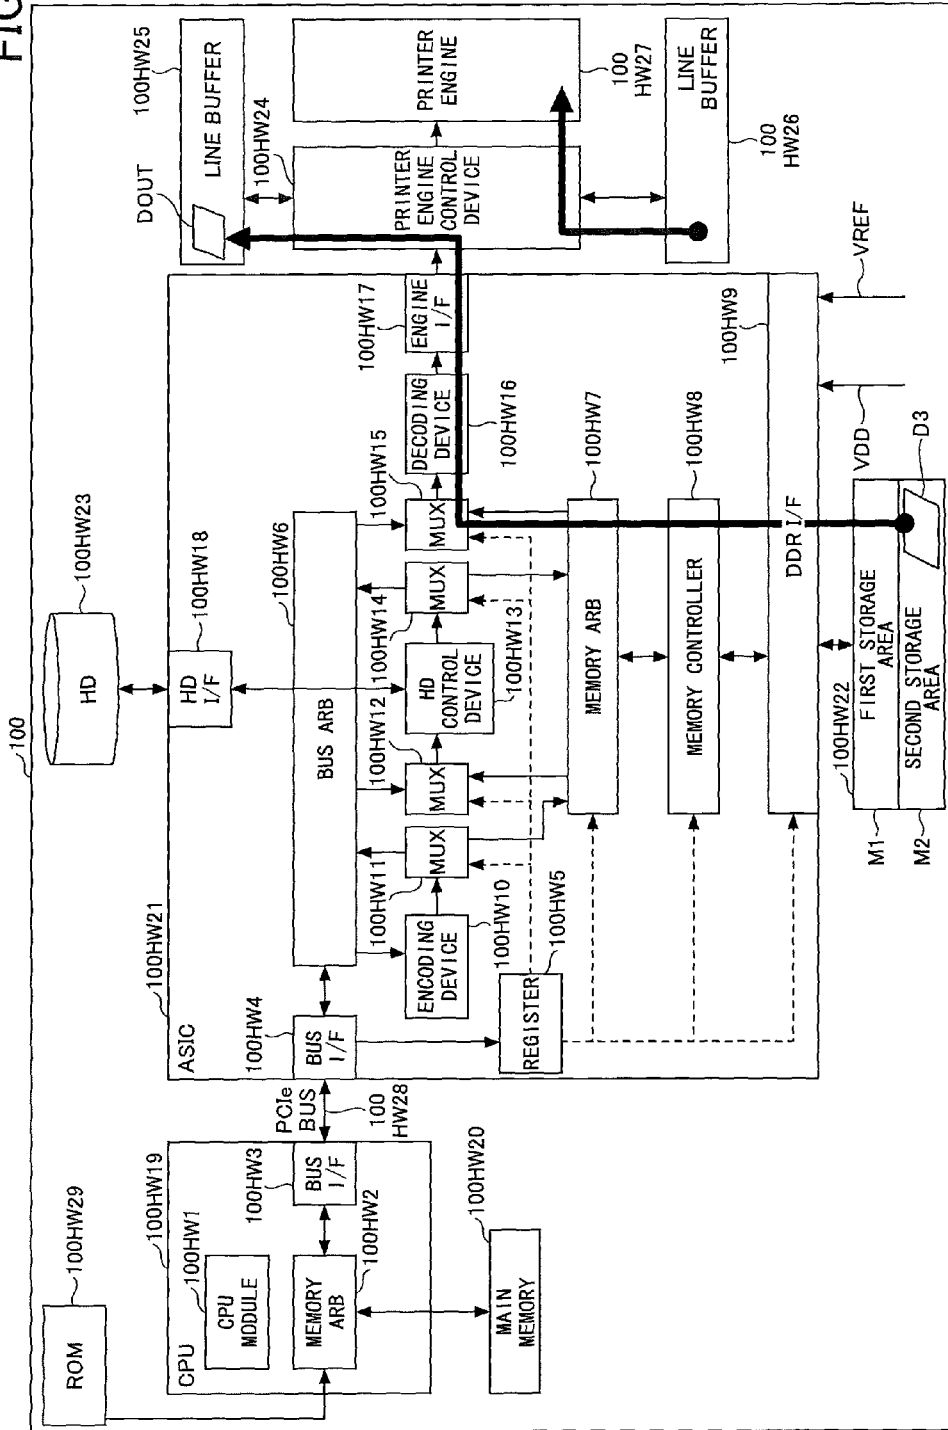 FIG
100
ROM
100HW29
CPU
100HW19
CPU
MODULE
100HW1
MEMORY
ARB
100HW2
BUS
I/F
100HW3
MAIN
MEMORY
100HW20
PCIe
BUS
100
HW28
ASIC
100HW21
BUS
I/F
100HW4
REGISTER
100HW5
BUS ARB
100HW6
HD
100HW23
HD
I/F
100HW18
ENCODING
DEVICE
100HW10
MUX
100HW11
MUX
100HW12
HD
CONTROL
DEVICE
100HW13
MUX
100HW14
MUX
100HW15
DECODING
DEVICE
100HW16
ENGINE
I/F
100HW17
MEMORY ARB
100HW7
MEMORY CONTROLLER
100HW8
DDR I/F
100HW9
VDD
VREF
100HW22
FIRST STORAGE
AREA
SECOND STORAGE
AREA
M1
M2
D3
DOUT
LINE BUFFER
100HW25
100HW24
PRINTER
ENGINE
CONTROL
DEVICE
PRINTER
ENGINE
100
HW27
LINE
BUFFER
100
HW26